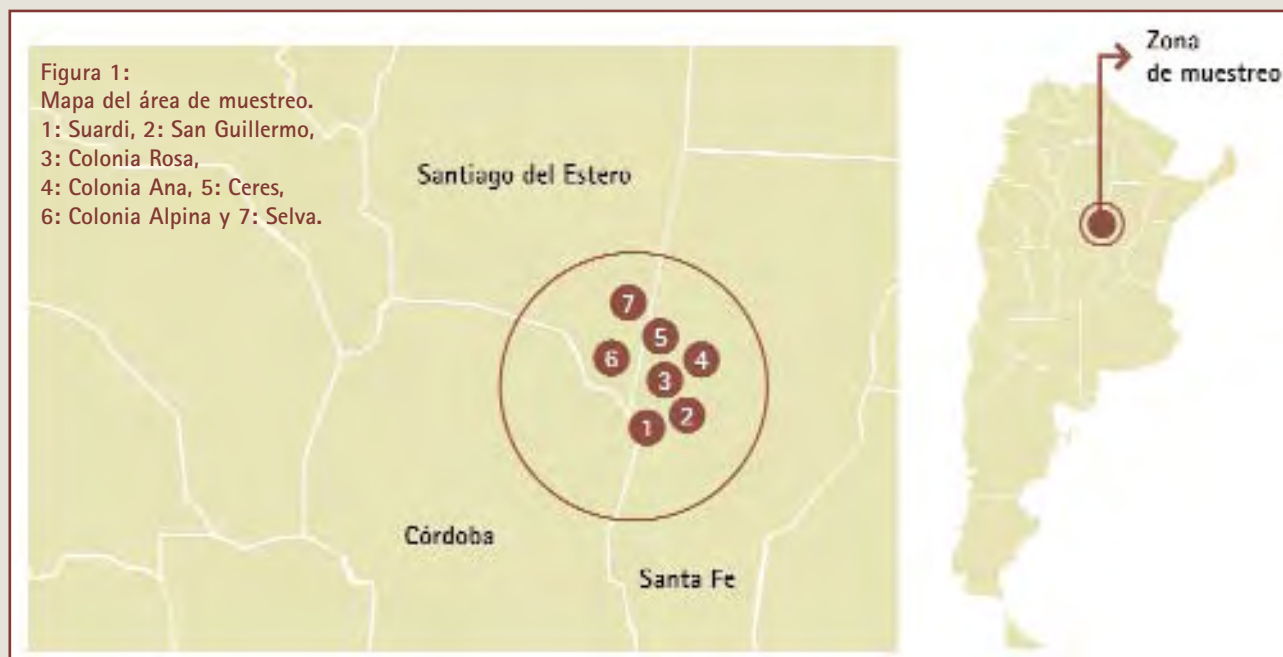 Figura 1:
Mapa del área de muestreo.
1: Suardi, 2: San Guillermo,
3: Colonia Rosa,
4: Colonia Ana, 5: Ceres,
6: Colonia Alpina y 7: Selva.
Zona
de muestreo
Santiago del Estero
7
5
6
4
3
2
1
Córdoba
Santa Fe